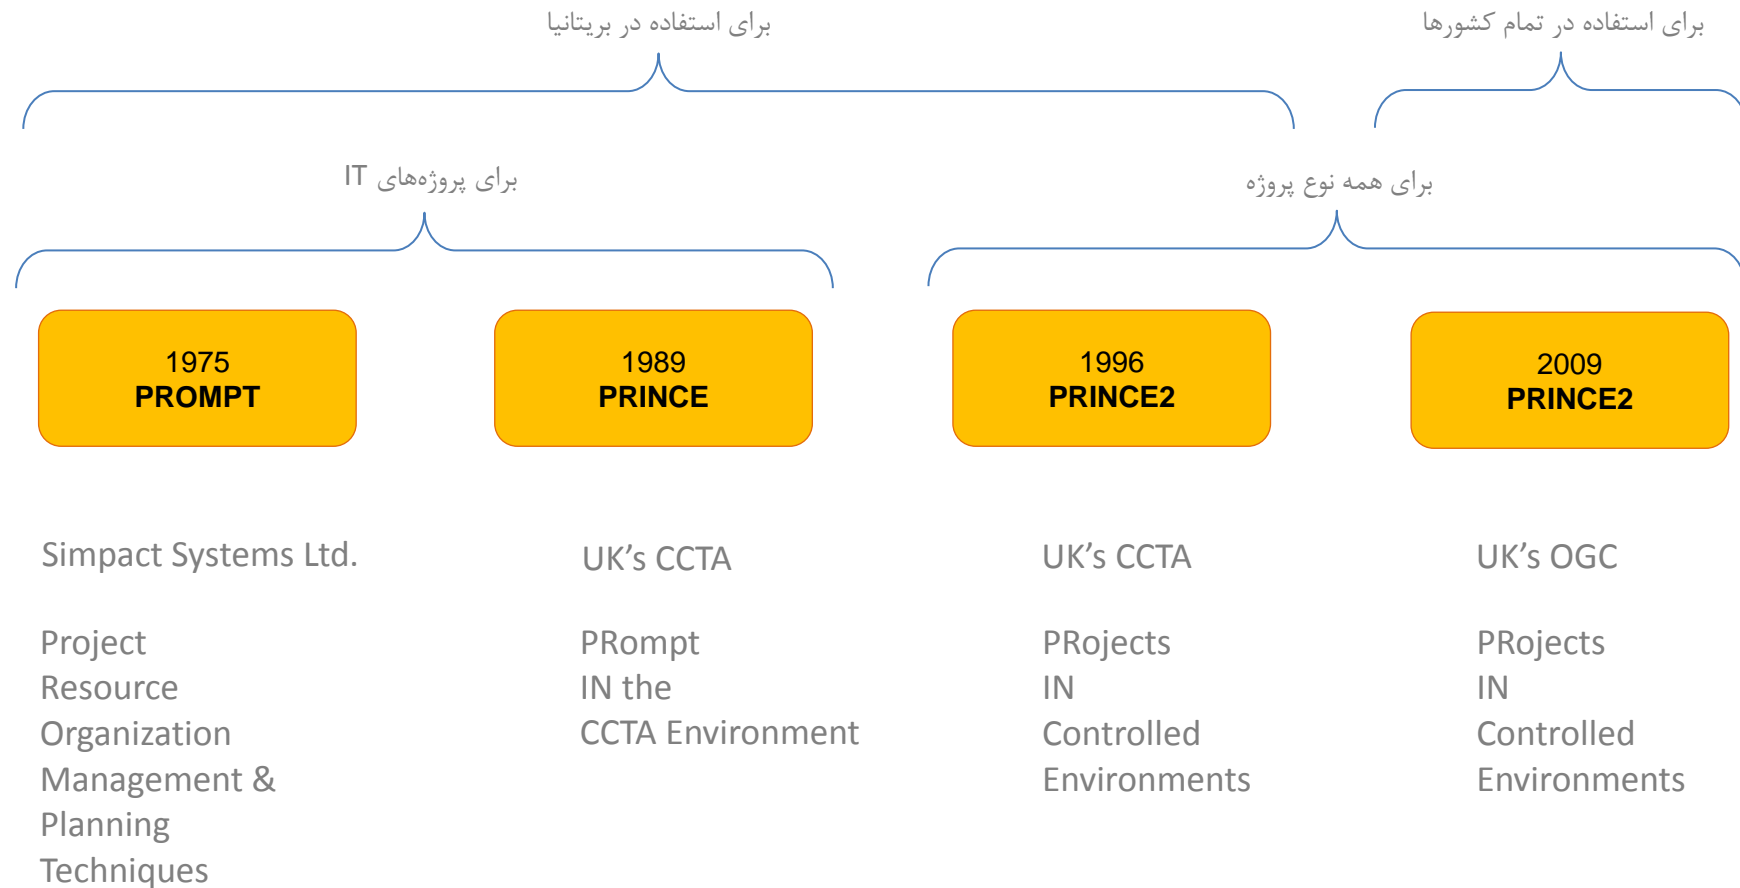 برای استفاده در بریتانیا
برای استفاده در تمام کشورها
برای پروژه‌های IT
برای همه نوع پروژه
1975
PROMPT
1989
PRINCE
1996
PRINCE2
2009
PRINCE2
Simpact Systems Ltd.
Project
Resource
Organization
Management &
Planning
Techniques
UK’s CCTA
PRompt
IN the
CCTA Environment
UK’s CCTA
PRojects
IN
Controlled
Environments
UK’s OGC
PRojects
IN
Controlled
Environments